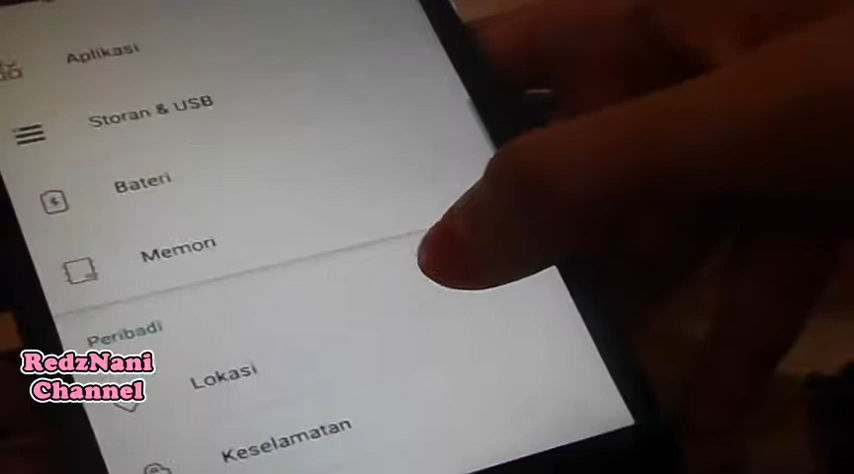 Aplikasi
Storan & USB
Bateri
Memori
Peribadi
Lokasi
Keselamatan
RedzNani
Channel